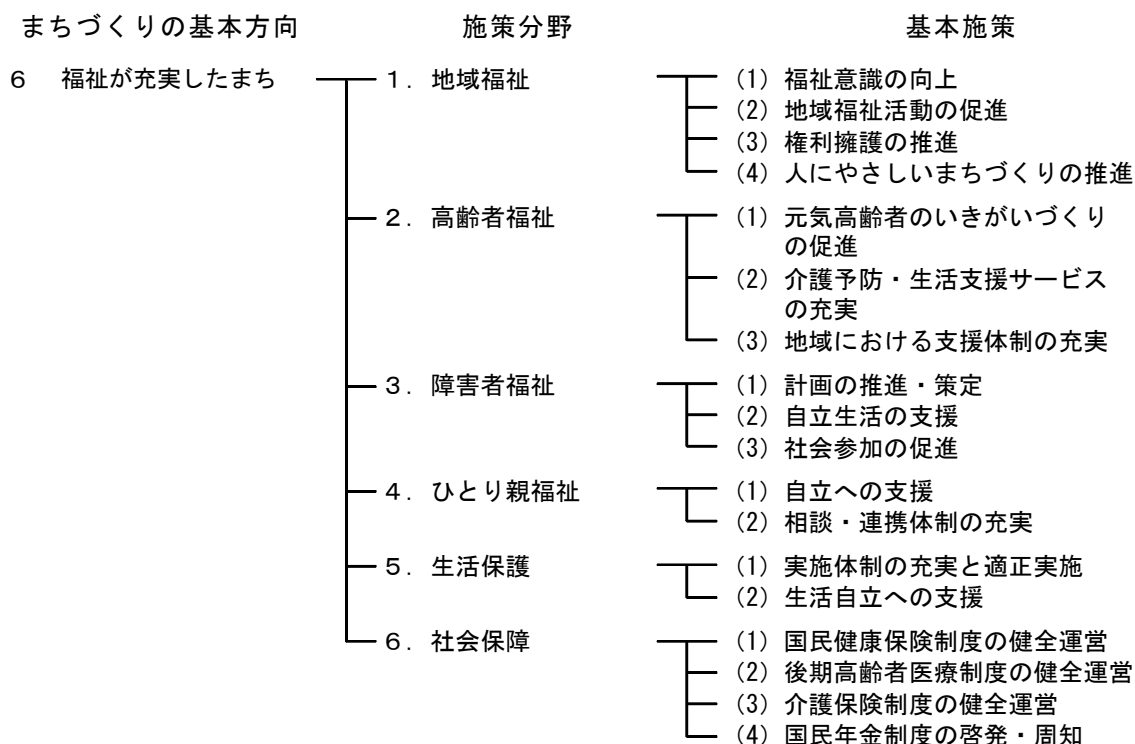 まちづくりの基本方向 施策分野 基本施策
6 福祉が充実したまち 1. 地域福祉 (1) 福祉意識の向上
(2) 地域福祉活動の促進
(3) 権利擁護の推進
(4) 人にやさしいまちづくりの推進
2. 高齢者福祉 (1) 元気高齢者のいきがいづくり
の促進
(2) 介護予防・生活支援サービス
の充実
(3) 地域における支援体制の充実
3. 障害者福祉 (1) 計画の推進・策定
(2) 自立生活の支援
(3) 社会参加の促進
4. ひとり親福祉 (1) 自立への支援
(2) 相談・連携体制の充実
5. 生活保護 (1) 実施体制の充実と適正実施
(2) 生活自立への支援
6. 社会保障 (1) 国民健康保険制度の健全運営
(2) 後期高齢者医療制度の健全運営
(3) 介護保険制度の健全運営
(4) 国民年金制度の啓発・周知